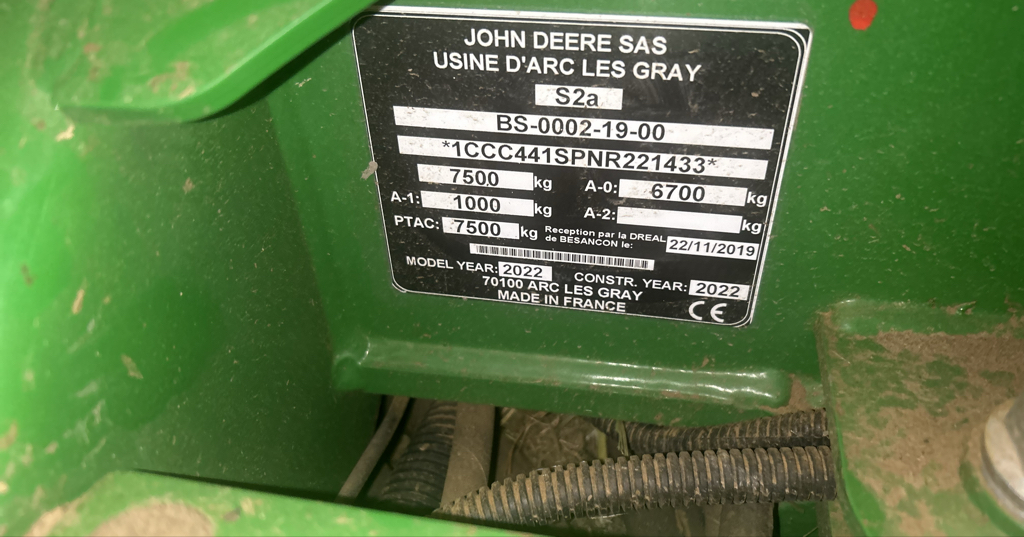 JOHN DEERE SAS
USINE D'ARC LES GRAY
S2a
BS-0002-19-00
*1CCC441SPNR221433*
7500 kg A-0: 6700 kg
A-1: 1000 kg A-2: kg
PTAC: 7500 kg Reception par la DREAL
de BESANCON le: 22/11/2019
MODEL YEAR: 2022 CONSTR. YEAR: 2022
70100 ARC LES GRAY
MADE IN FRANCE
CE